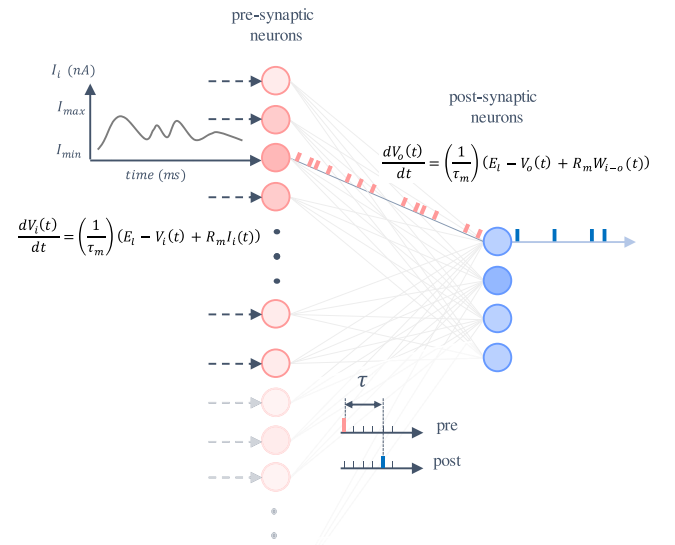 pre-synaptic
neurons
I_i (nA)
I_max
I_min
time (ms)
post-synaptic
neurons
dV_o(t)/dt = (1/τ_m) (E_l − V_o(t) + R_m W_{i−o}(t))
dV_i(t)/dt = (1/τ_m) (E_l − V_i(t) + R_m I_i(t))
τ
pre
post